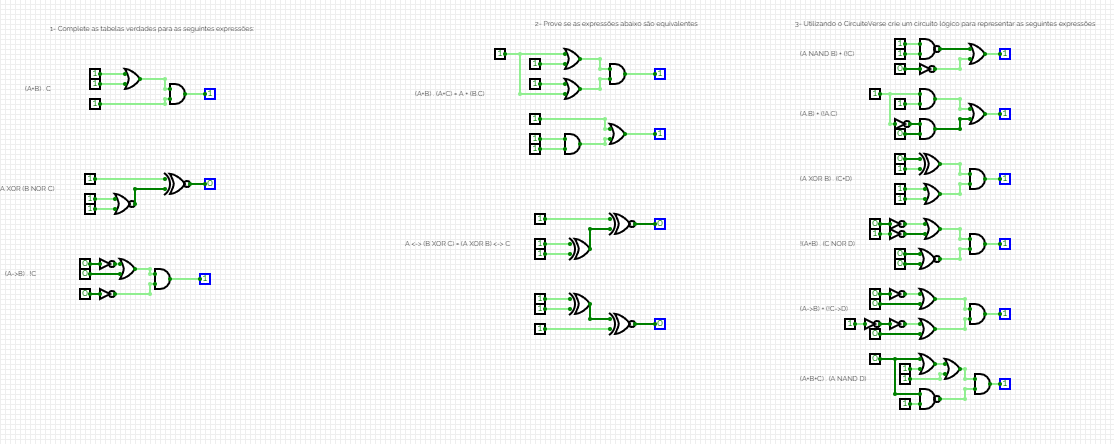 1- Complete as tabelas verdades para as seguintes expressões
(A+B) . C
A XOR (B NOR C)
(A->B) . !C
2- Prove se as expressões abaixo são equivalentes
(A+B) . (A+C) = A + (B.C)
A <-> (B XOR C) = (A XOR B) <-> C
3- Utilizando o CircuiteVerse crie um circuito lógico para representar as seguintes expressões
(A NAND B) + (!C)
(A.B) + (!A.C)
(A XOR B) . (C+D)
!(A+B) . (C NOR D)
(A->B) + (!C->D)
(A+B+C) . (A NAND D)